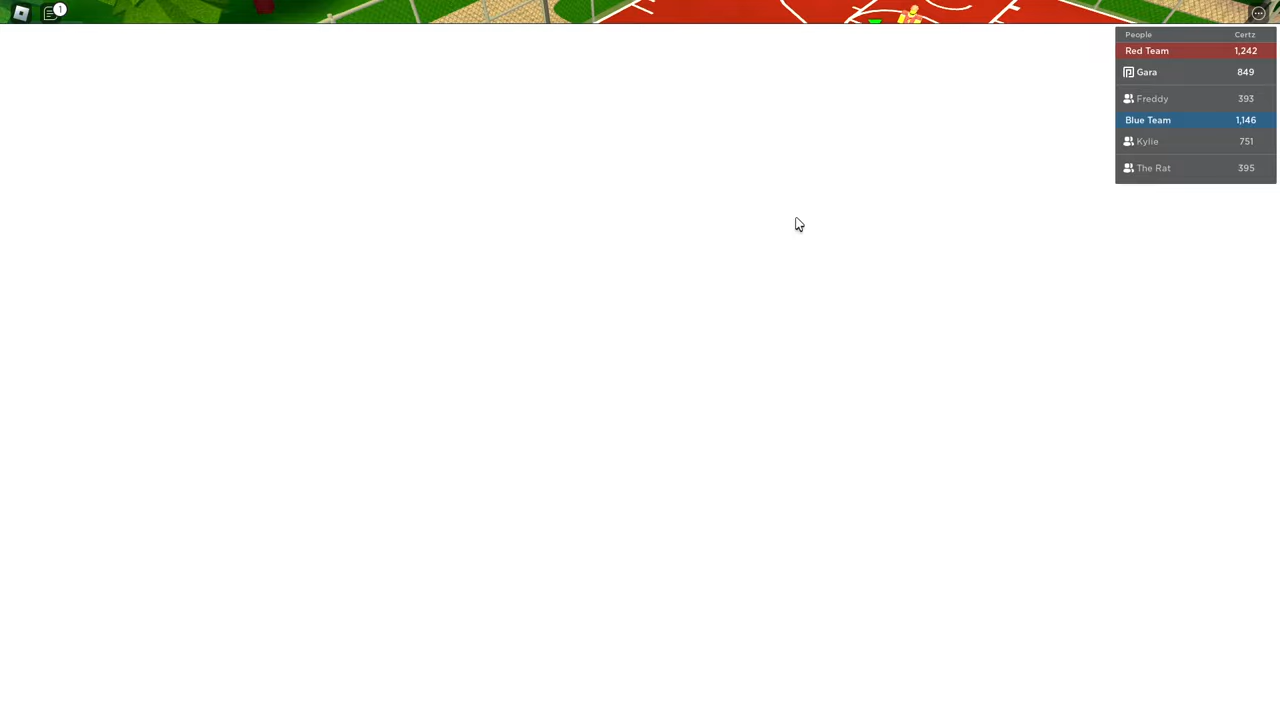 1
People Certz
Red Team 1,242
Gara 849
Freddy 393
Blue Team 1,146
Kylie 751
The Rat 395